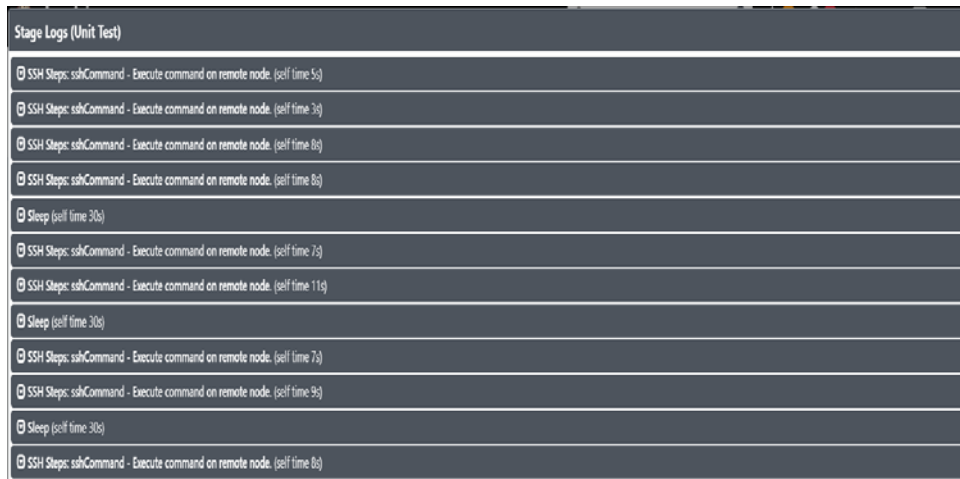 Stage Logs (Unit Test)
SSH Steps: sshCommand - Execute command on remote node. (self time 5s)
SSH Steps: sshCommand - Execute command on remote node. (self time 3s)
SSH Steps: sshCommand - Execute command on remote node. (self time 8s)
SSH Steps: sshCommand - Execute command on remote node. (self time 8s)
Sleep (self time 30s)
SSH Steps: sshCommand - Execute command on remote node. (self time 7s)
SSH Steps: sshCommand - Execute command on remote node. (self time 11s)
Sleep (self time 30s)
SSH Steps: sshCommand - Execute command on remote node. (self time 7s)
SSH Steps: sshCommand - Execute command on remote node. (self time 9s)
Sleep (self time 30s)
SSH Steps: sshCommand - Execute command on remote node. (self time 8s)